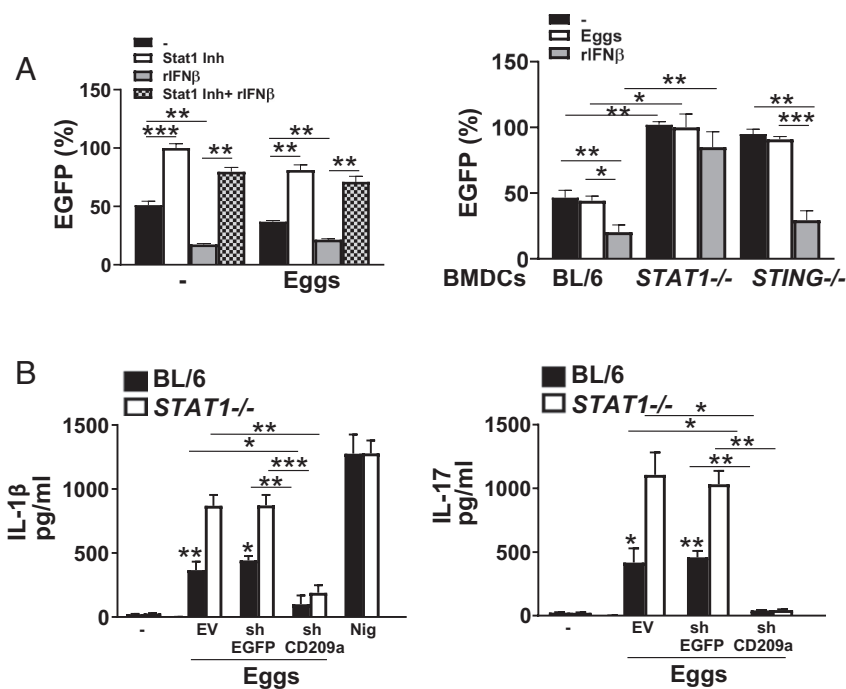 A
-
Stat1 Inh
rIFNβ
Stat1 Inh+ rIFNβ
EGFP (%)
150
100
50
0
***
**
**
**
**
**
-
Eggs
-
Eggs
rIFNβ
EGFP (%)
150
100
50
0
**
*
**
**
***
**
*
BMDCs
BL/6
STAT1-/-
STING-/-
B
BL/6
STAT1-/-
IL-1β
pg/ml
1500
1000
500
0
**
*
***
**
**
*
-
EV
sh
EGFP
sh
CD209a
Nig
Eggs
BL/6
STAT1-/-
IL-17
pg/ml
1500
1000
500
0
*
*
**
**
*
**
-
EV
sh
EGFP
sh
CD209a
Eggs